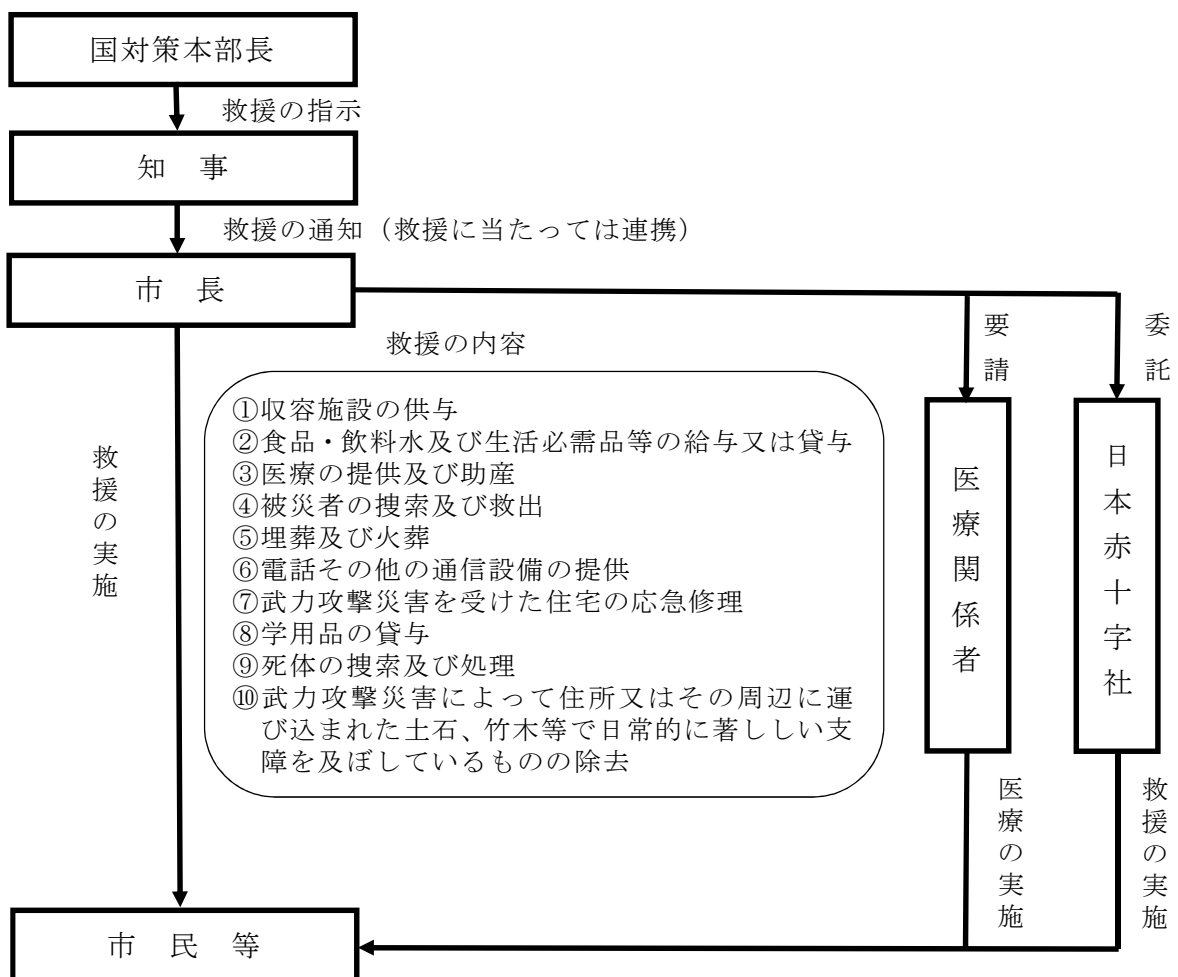 国対策本部長
救援の指示
知　事
救援の通知（救援に当たっては連携）
市　長
要請
委託
救援の内容
①収容施設の供与
②食品・飲料水及び生活必需品等の給与又は貸与
③医療の提供及び助産
④被災者の捜索及び救出
⑤埋葬及び火葬
⑥電話その他の通信設備の提供
⑦武力攻撃災害を受けた住宅の応急修理
⑧学用品の貸与
⑨死体の捜索及び処理
⑩武力攻撃災害によって住所又はその周辺に運
び込まれた土石、竹木等で日常的に著ししい支
障を及ぼしているものの除去
救援の実施
医療関係者
日本赤十字社
医療の実施
救援の実施
市　民　等